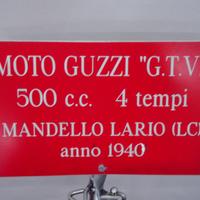 MOTO GUZZI "G.T.V.
500 c.c. 4 tempi
MANDELLO LARIO (LC)
anno 1940